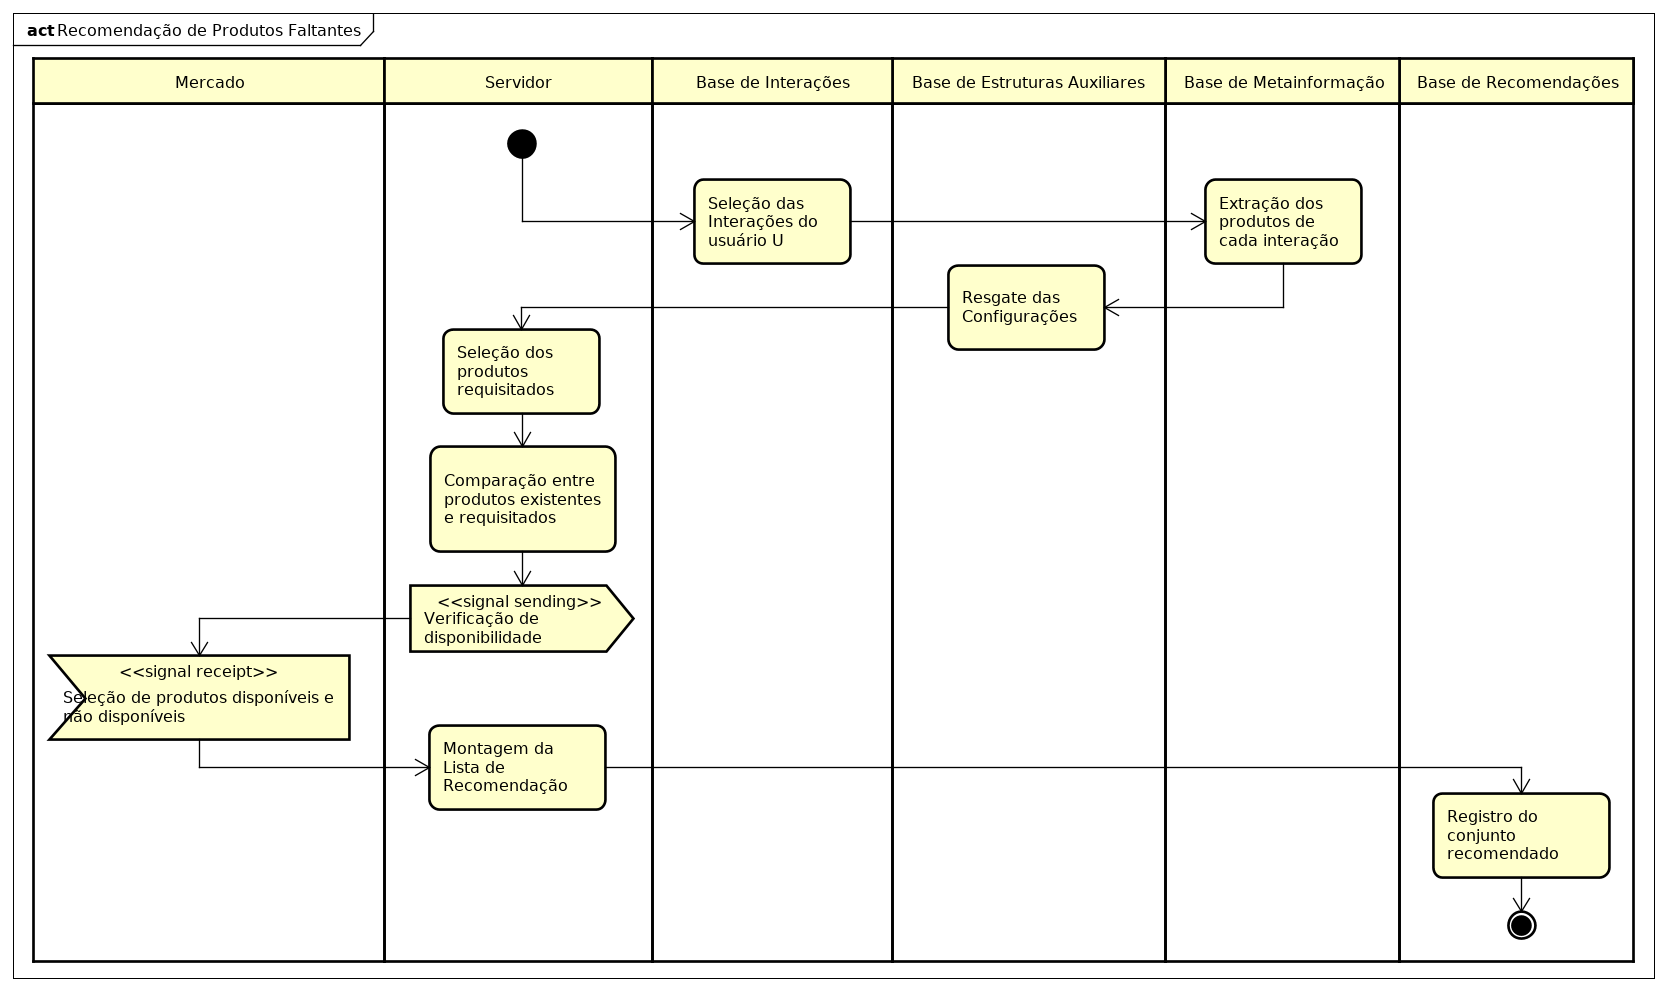 act Recomendação de Produtos Faltantes
Mercado
Servidor
Base de Interações
Base de Estruturas Auxiliares
Base de Metainformação
Base de Recomendações
Seleção das
Interações do
usuário U
Extração dos
produtos de
cada interação
Resgate das
Configurações
Seleção dos
produtos
requisitados
Comparação entre
produtos existentes
e requisitados
<<signal sending>>
Verificação de
disponibilidade
<<signal receipt>>
Seleção de produtos disponíveis e
não disponíveis
Montagem da
Lista de
Recomendação
Registro do
conjunto
recomendado